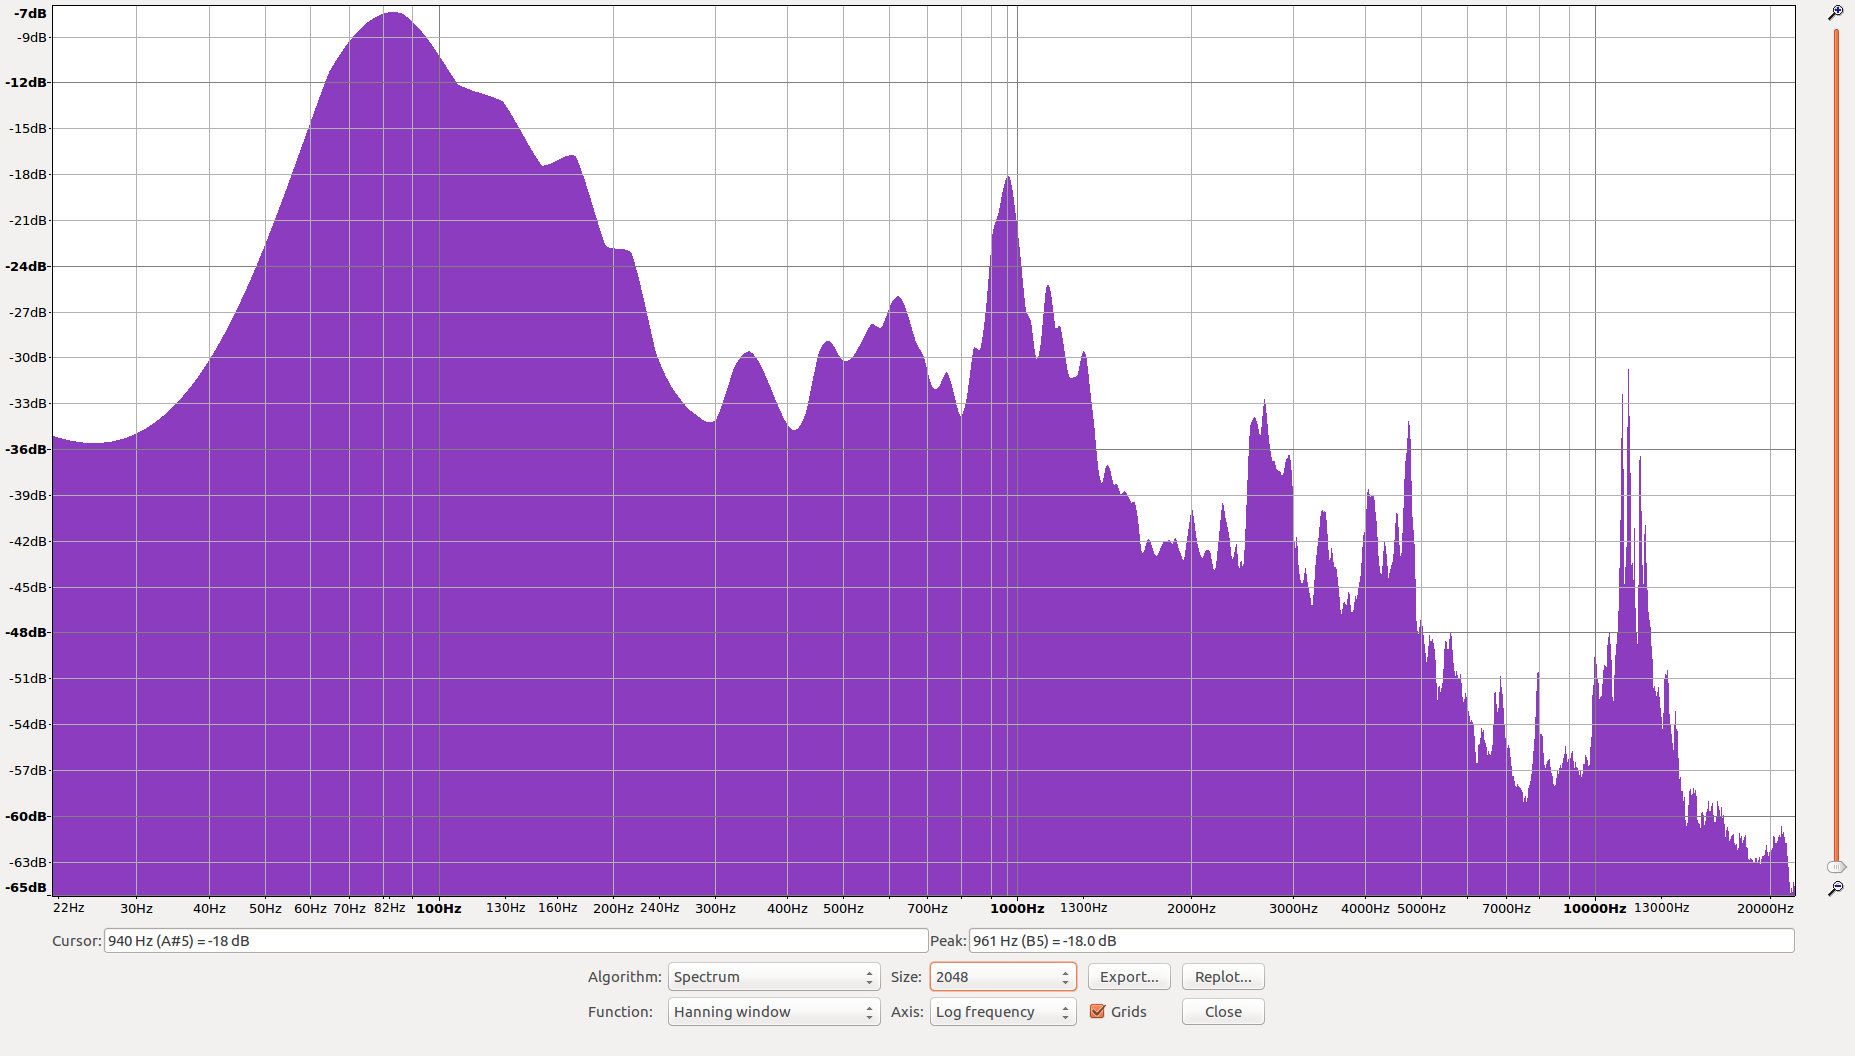 -7dB
-9dB
-12dB
-15dB
-18dB
-21dB
-24dB
-27dB
-30dB
-33dB
-36dB
-39dB
-42dB
-45dB
-48dB
-51dB
-54dB
-57dB
-60dB
-63dB
-65dB
22Hz 30Hz 40Hz 50Hz 60Hz 70Hz 82Hz 100Hz 130Hz 160Hz 200Hz 240Hz 300Hz 400Hz 500Hz 700Hz 1000Hz 1300Hz 2000Hz 3000Hz 4000Hz 5000Hz 7000Hz 10000Hz 13000Hz 20000Hz
Cursor: 940 Hz (A#5) = -18 dB Peak: 961 Hz (B5) = -18.0 dB
Algorithm: Spectrum Size: 2048 Export... Replot...
Function: Hanning window Axis: Log frequency Grids Close